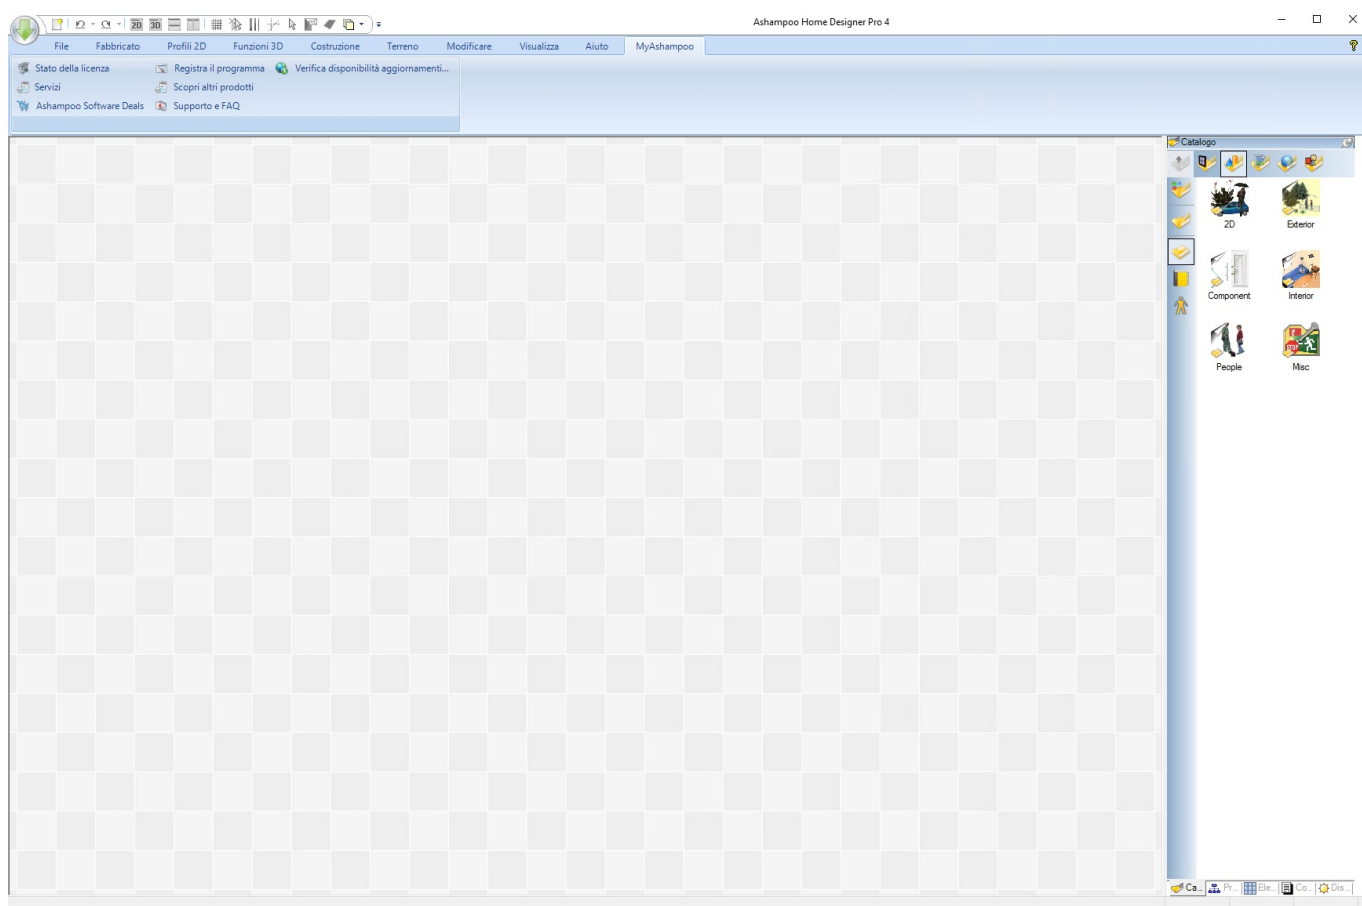 2D 3D Ashampoo Home Designer Pro 4
File Fabbricato Profili 2D Funzioni 3D Costruzione Terreno Modificare Visualizza Aiuto MyAshampoo
Stato della licenza Registra il programma Verifica disponibilità aggiornamenti...
Servizi Scopri altri prodotti
Ashampoo Software Deals Supporto e FAQ
Catalogo
2D Exterior
Component Interior
People Misc
Ca... Pr... Ele... Co... Dis...